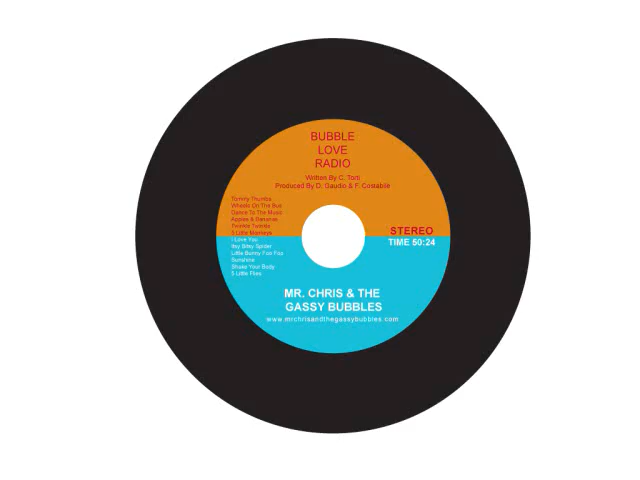 BUBBLE
LOVE
RADIO
Written By C. Torti
Produced By D. Gaudio & F. Costabile
Tommy Thumbs
Wheels On The Bus
Dance To The Music
Apples & Bananas
Twinkle Twinkle
5 Little Monkeys
I Love You
Itsy Bitsy Spider
Little Bunny Foo Foo
Sunshine
Shake Your Body
5 Little Flies
STEREO
TIME 50:24
MR. CHRIS & THE
GASSY BUBBLES
www.mrchrisandthegassybubbles.com